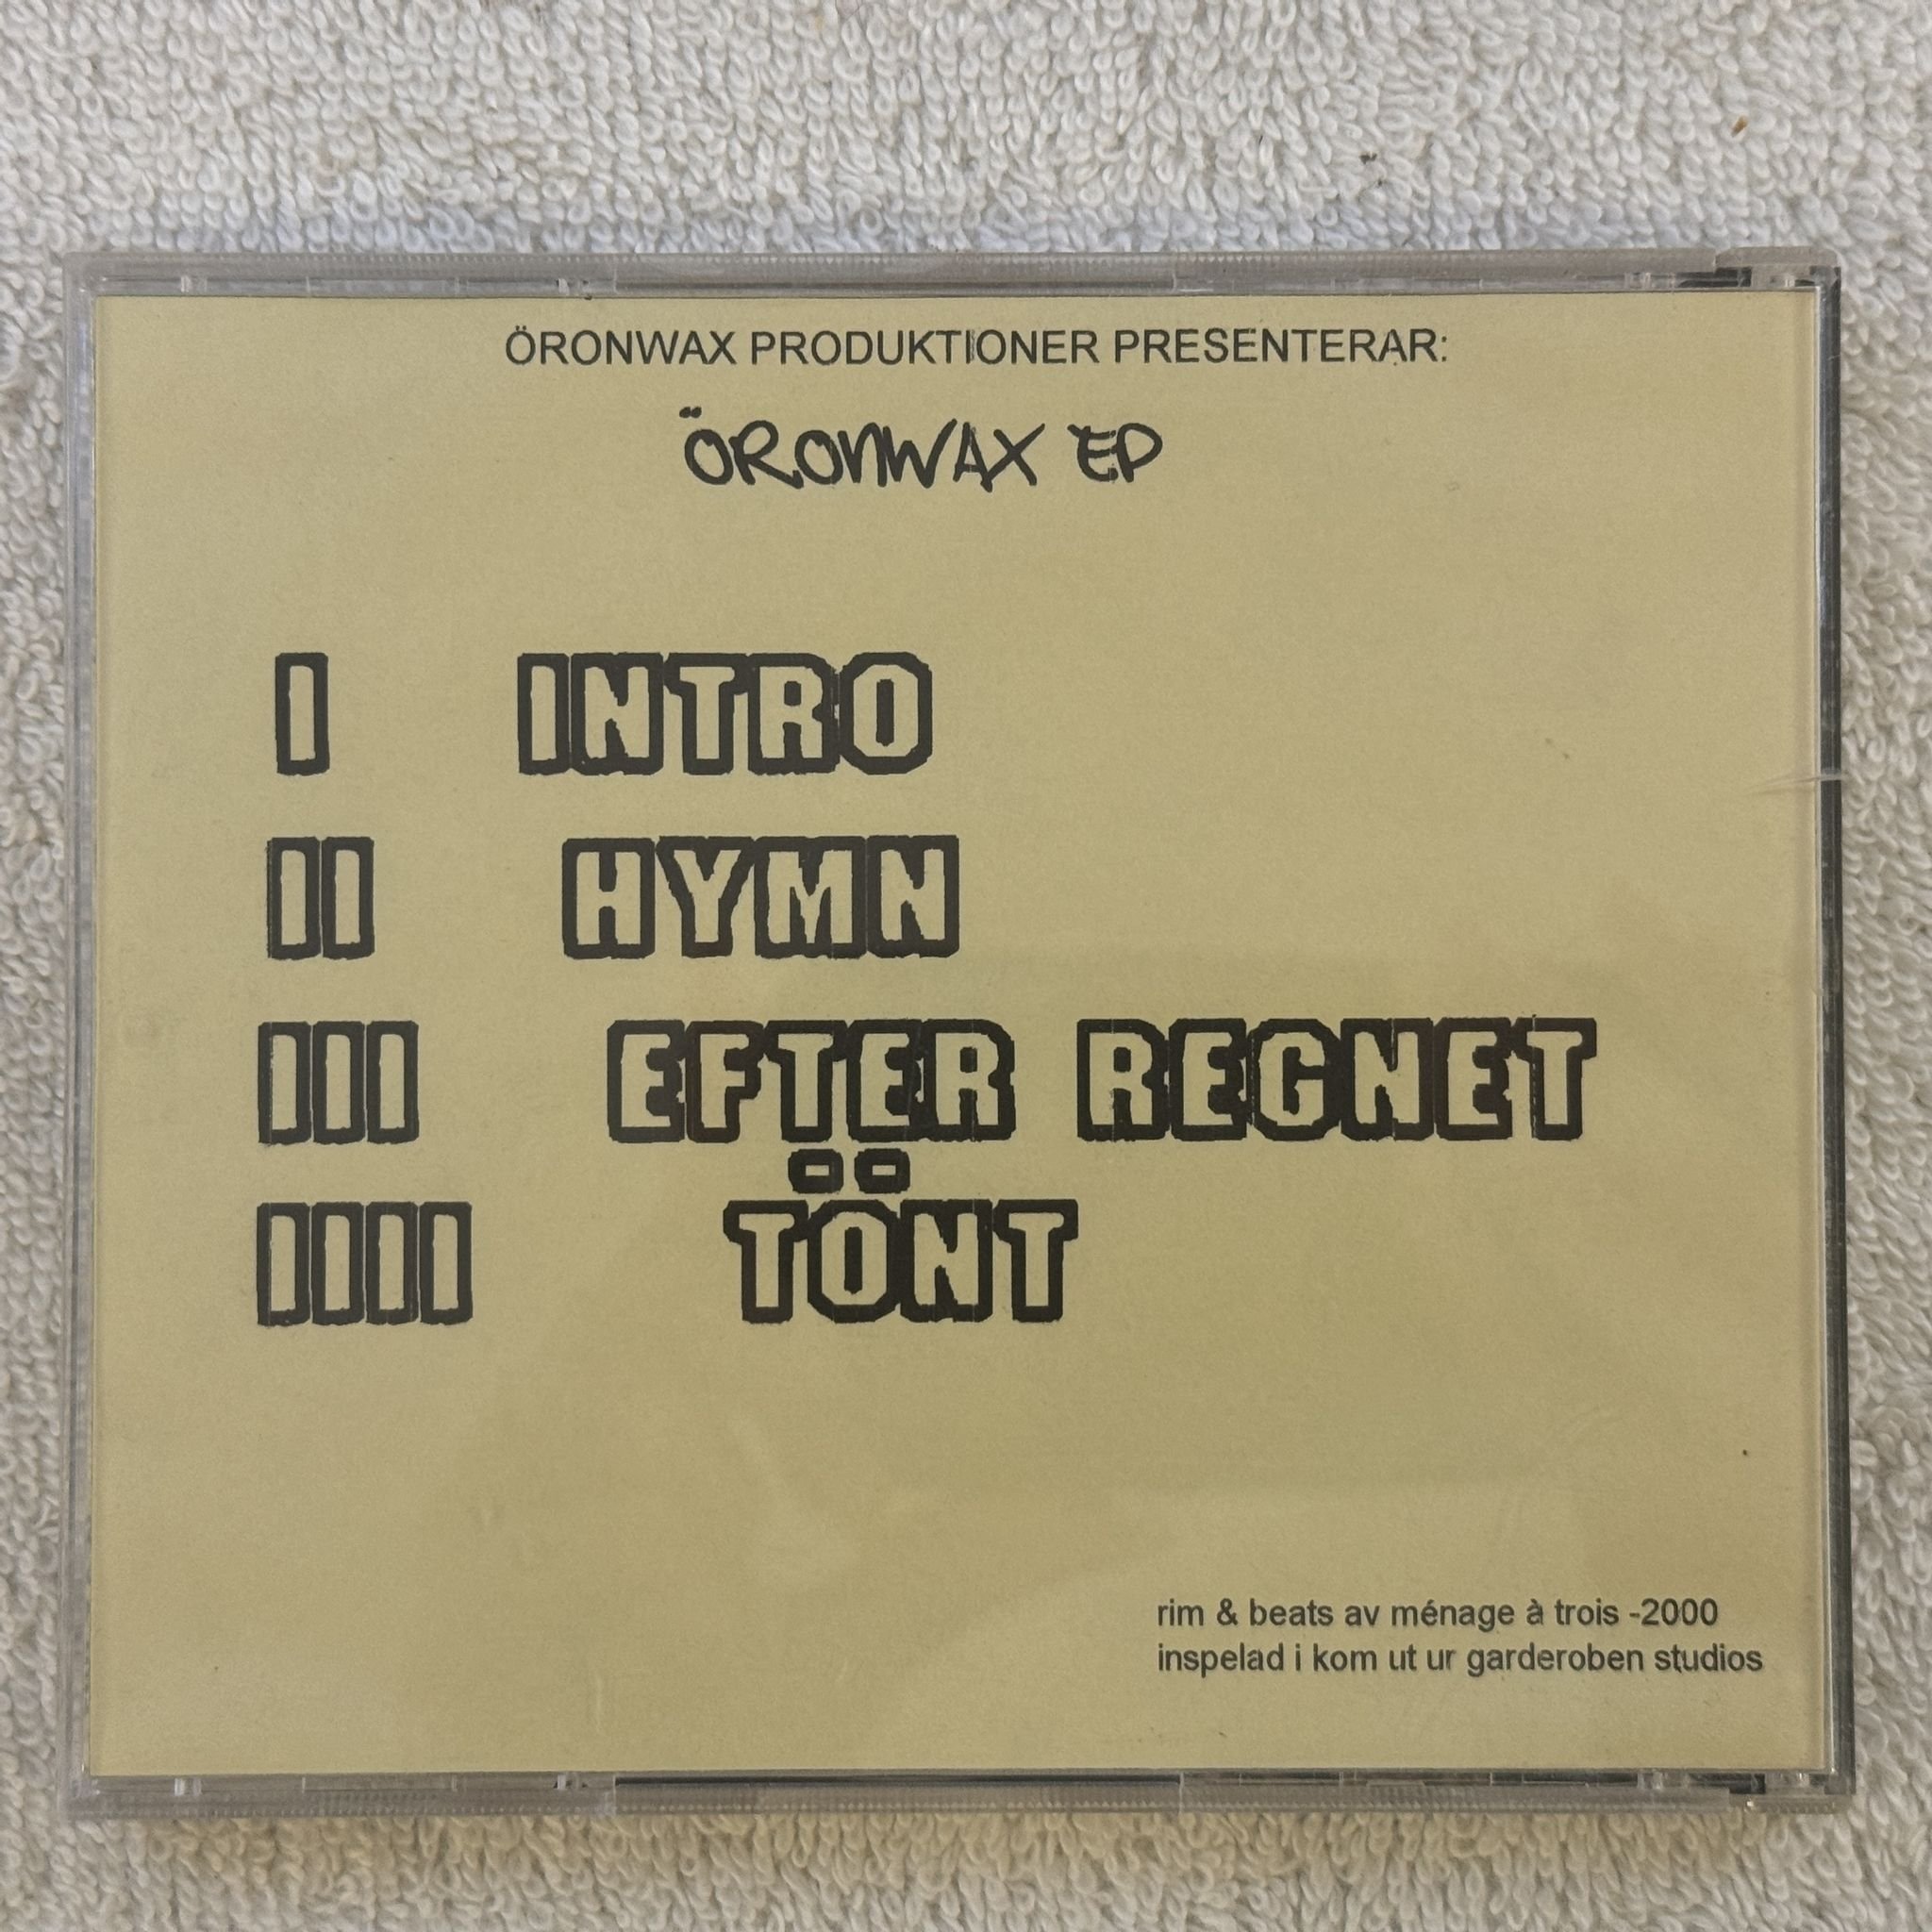 ÖRONWAX PRODUKTIONER PRESENTERAR:
ÖRONWAX EP
I INTRO
II HYMN
III EFTER REGNET
IIII TÖNT
rim & beats av ménage à trois -2000
inspelad i kom ut ur garderoben studios